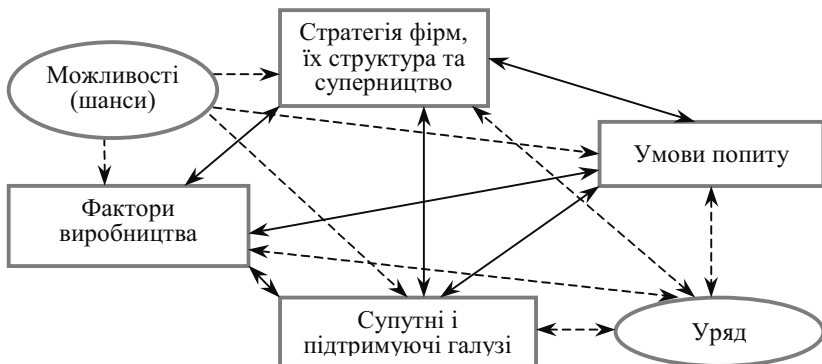 Стратегія фірм,
їх структура та
суперництво
Можливості
(шанси)
Умови попиту
Фактори
виробництва
Супутні і
підтримуючі галузі
Уряд